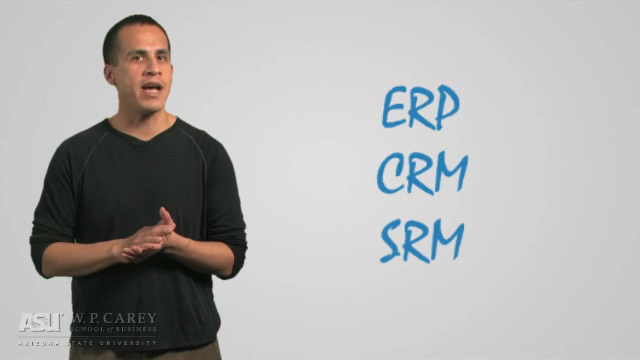 ERP
CRM
SRM
ASU W. P. CAREY
SCHOOL of BUSINESS
ARIZONA STATE UNIVERSITY